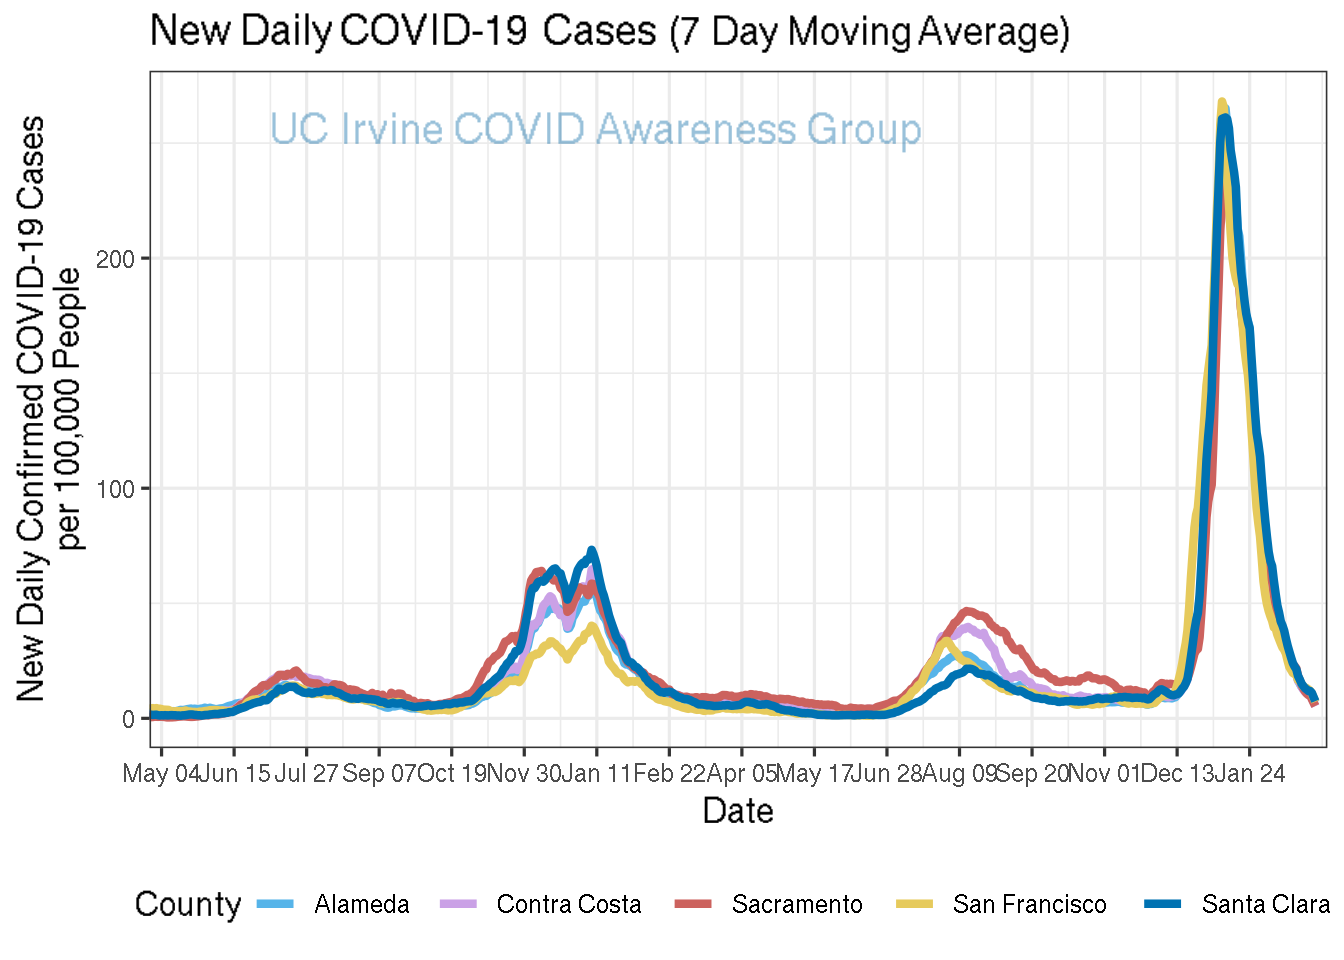 New Daily COVID-19 Cases (7 Day Moving Average)
UC Irvine COVID Awareness Group
New Daily Confirmed COVID-19 Cases
per 100,000 People
200
100
0
May 04 Jun 15 Jul 27 Sep 07 Oct 19 Nov 30 Jan 11 Feb 22 Apr 05 May 17 Jun 28 Aug 09 Sep 20 Nov 01 Dec 13 Jan 24
Date
County Alameda Contra Costa Sacramento San Francisco Santa Clara